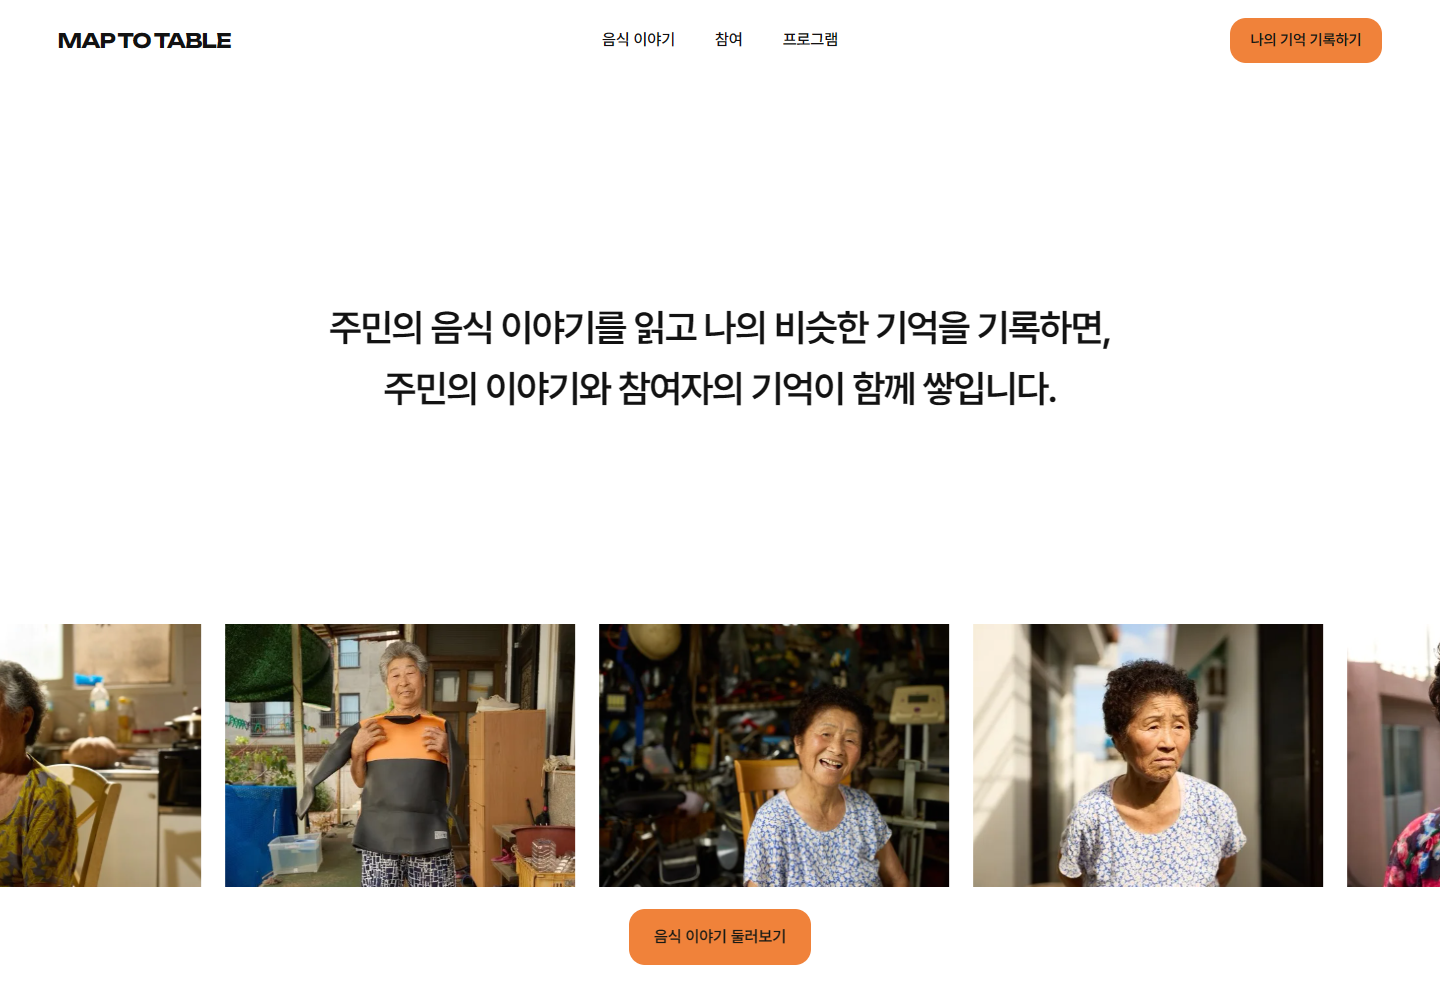 MAP TO TABLE
음식 이야기
참여
프로그램
나의 기억 기록하기
주민의 음식 이야기를 읽고 나의 비슷한 기억을 기록하면,
주민의 이야기와 참여자의 기억이 함께 쌓입니다.
음식 이야기 둘러보기